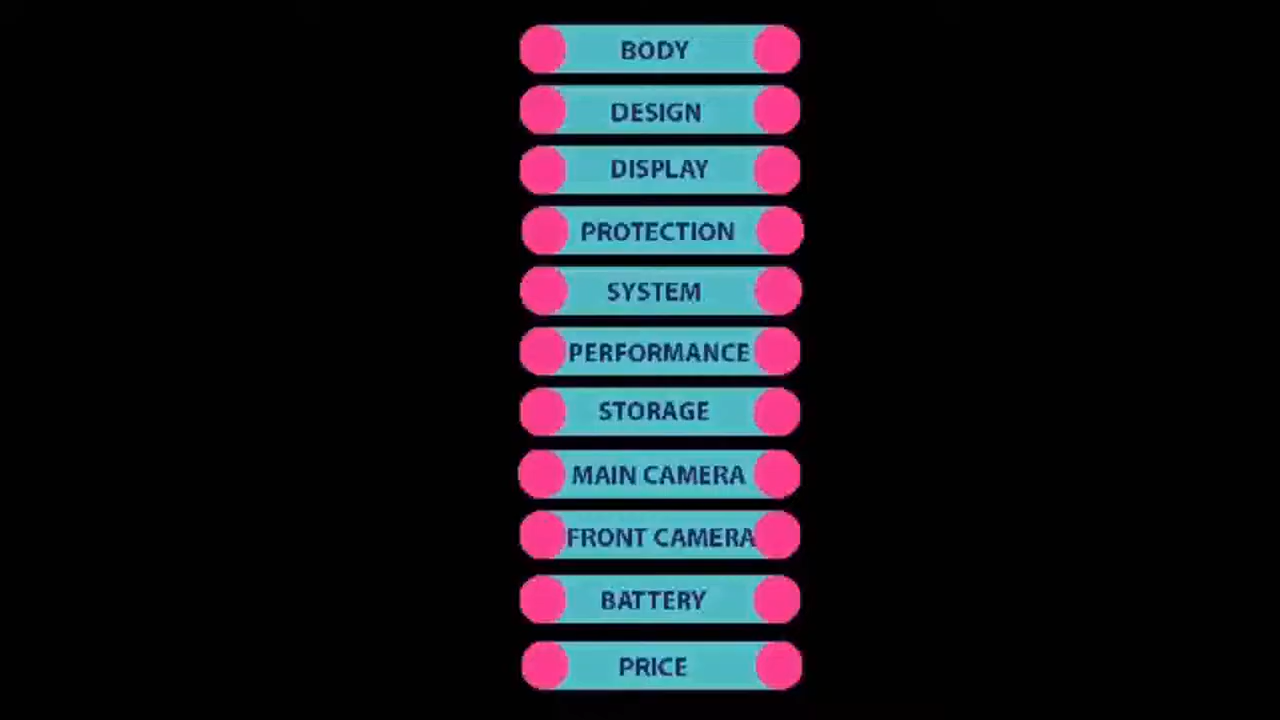 BODY
DESIGN
DISPLAY
PROTECTION
SYSTEM
PERFORMANCE
STORAGE
MAIN CAMERA
FRONT CAMERA
BATTERY
PRICE